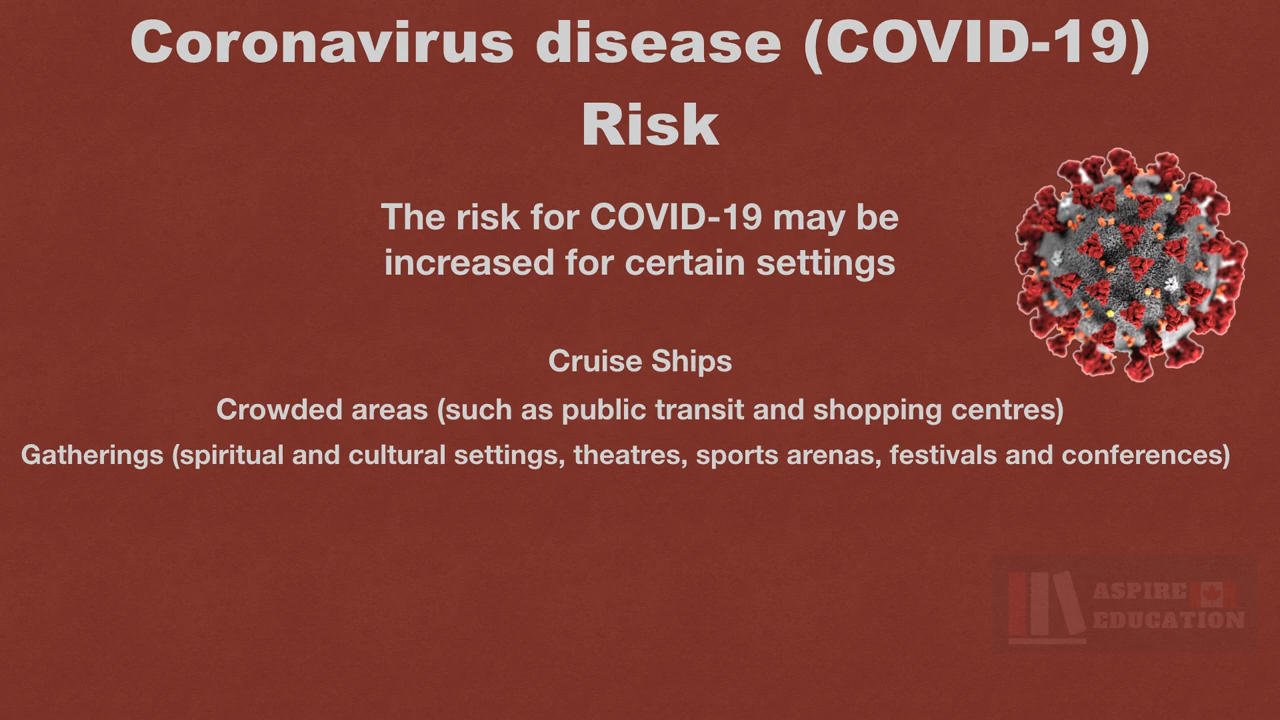 Coronavirus disease (COVID-19)
Risk
The risk for COVID-19 may be
increased for certain settings
Cruise Ships
Crowded areas (such as public transit and shopping centres)
Gatherings (spiritual and cultural settings, theatres, sports arenas, festivals and conferences)
ASPIRE
EDUCATION